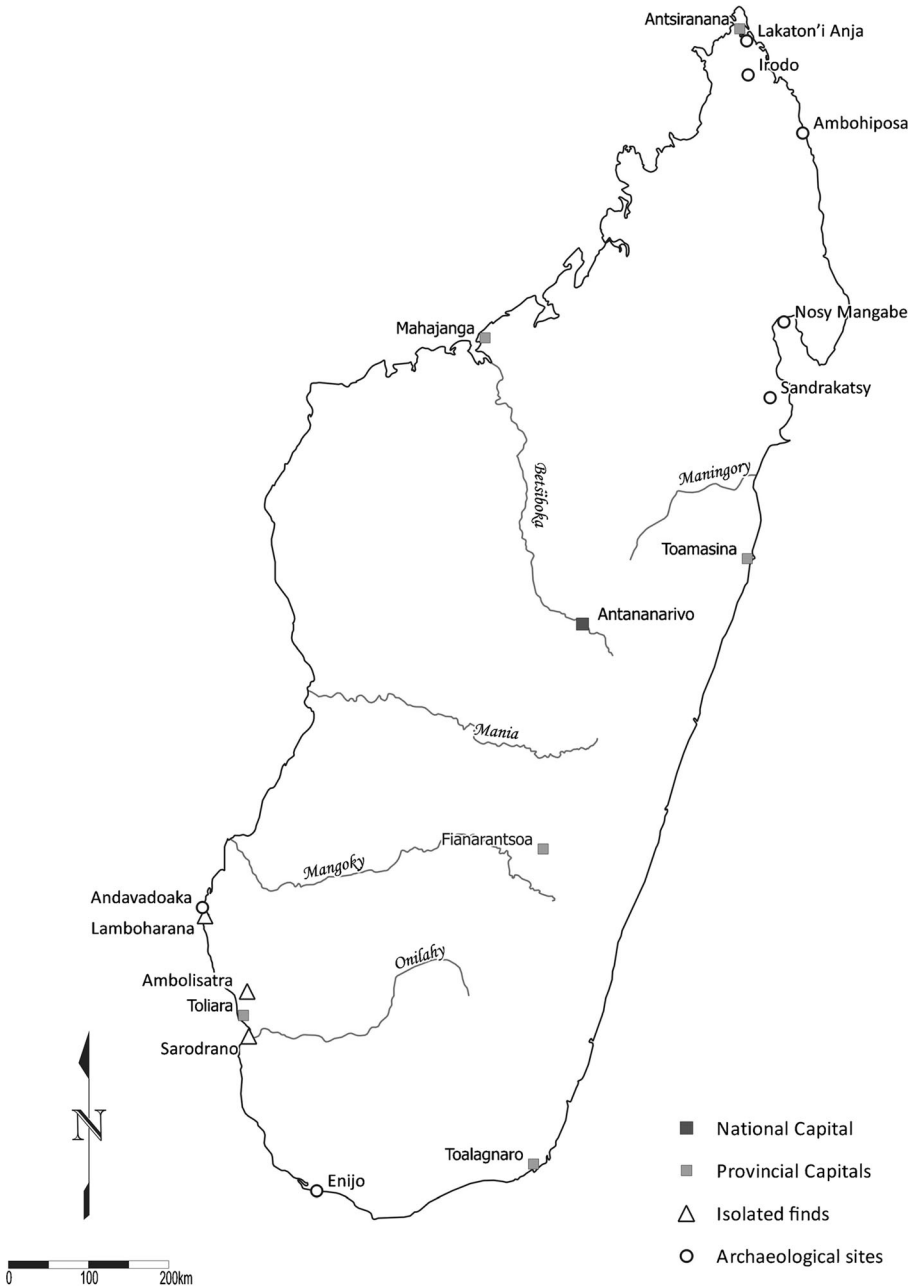 Antsiranana
Lakaton'i Anja
Irodo
Ambohiposa
Nosy Mangabe
Mahajanga
Sandrakatsy
Betsiboka
Maningory
Toamasina
Antananarivo
Mania
Fianarantsoa
Mangoky
Andavadoaka
Lamboharana
Onilahy
Ambolisatra
Toliara
Sarodrano
N
National Capital
Toalagnaro
Provincial Capitals
Enijo
Isolated finds
Archaeological sites
0 100 200km